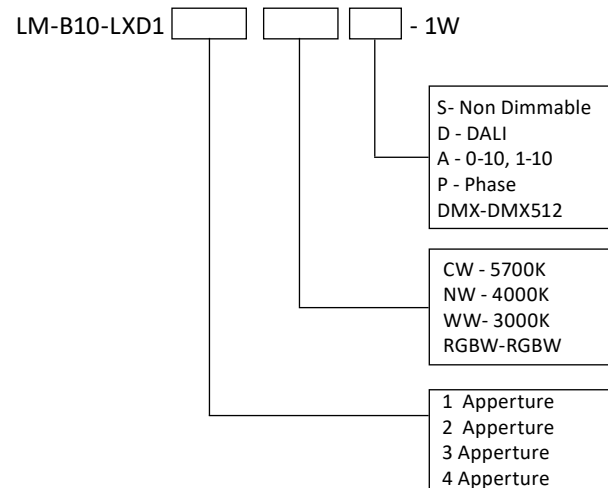 LM-B10-LXD1 - 1W
S- Non Dimmable
D - DALI
A - 0-10, 1-10
P - Phase
DMX-DMX512
CW - 5700K
NW - 4000K
WW- 3000K
RGBW-RGBW
1 Apperture
2 Apperture
3 Apperture
4 Apperture